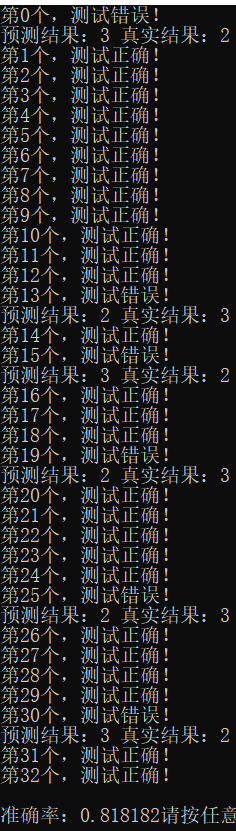 第0个，测试错误！
预测结果：3 真实结果：2
第1个，测试正确！
第2个，测试正确！
第3个，测试正确！
第4个，测试正确！
第5个，测试正确！
第6个，测试正确！
第7个，测试正确！
第8个，测试正确！
第9个，测试正确！
第10个，测试正确！
第11个，测试正确！
第12个，测试正确！
第13个，测试错误！
预测结果：2 真实结果：3
第14个，测试正确！
第15个，测试错误！
预测结果：3 真实结果：2
第16个，测试正确！
第17个，测试正确！
第18个，测试正确！
第19个，测试错误！
预测结果：2 真实结果：3
第20个，测试正确！
第21个，测试正确！
第22个，测试正确！
第23个，测试正确！
第24个，测试正确！
第25个，测试错误！
预测结果：2 真实结果：3
第26个，测试正确！
第27个，测试正确！
第28个，测试正确！
第29个，测试正确！
第30个，测试错误！
预测结果：3 真实结果：2
第31个，测试正确！
第32个，测试正确！
准确率：0.818182请按任意